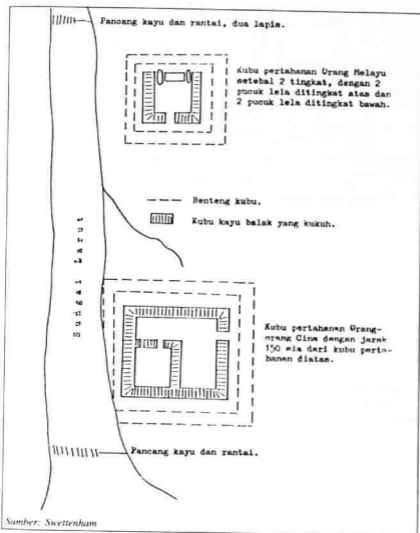 Pancang kayu dan rantai, dua lapis.
Kubu pertahanan Orang Melayu
setebal 2 tingkat, dengan 2
pucuk lela ditingkat atas dan
2 pucuk lela ditingkat bawah.
Benteng kubu.
Kubu kayu balak yang kukuh.
Sungai Larut
Kubu pertahanan Orang-
orang Cina dengan jarak
150 ela dari kubu perta-
hanan diatas.
Pancang kayu dan rantai.
Sumber: Swettenham